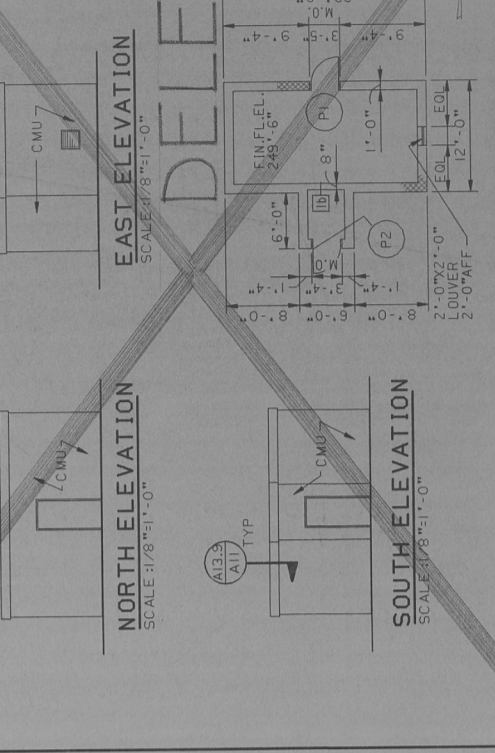 CMU
EAST ELEVATION
SCALE:1/8"=1'-0"
DELE
M.O.
9'-4"
3'-5"
9'-4"
FIN.FL.EL.
249'-6"
P1
1'-0"
8"
1b
6'-0"
M.O.
P2
EQL
EQL
12'-0"
1'-4"
3'-4"
1'-4"
8'-0"
6'-0"
8'-0"
2'-0"X2'-0"
LOUVER
2'-0"AFF
CMU
NORTH ELEVATION
SCALE:1/8"=1'-0"
A13.9
A11
TYP
CMU
SOUTH ELEVATION
SCALE:1/8"=1'-0"